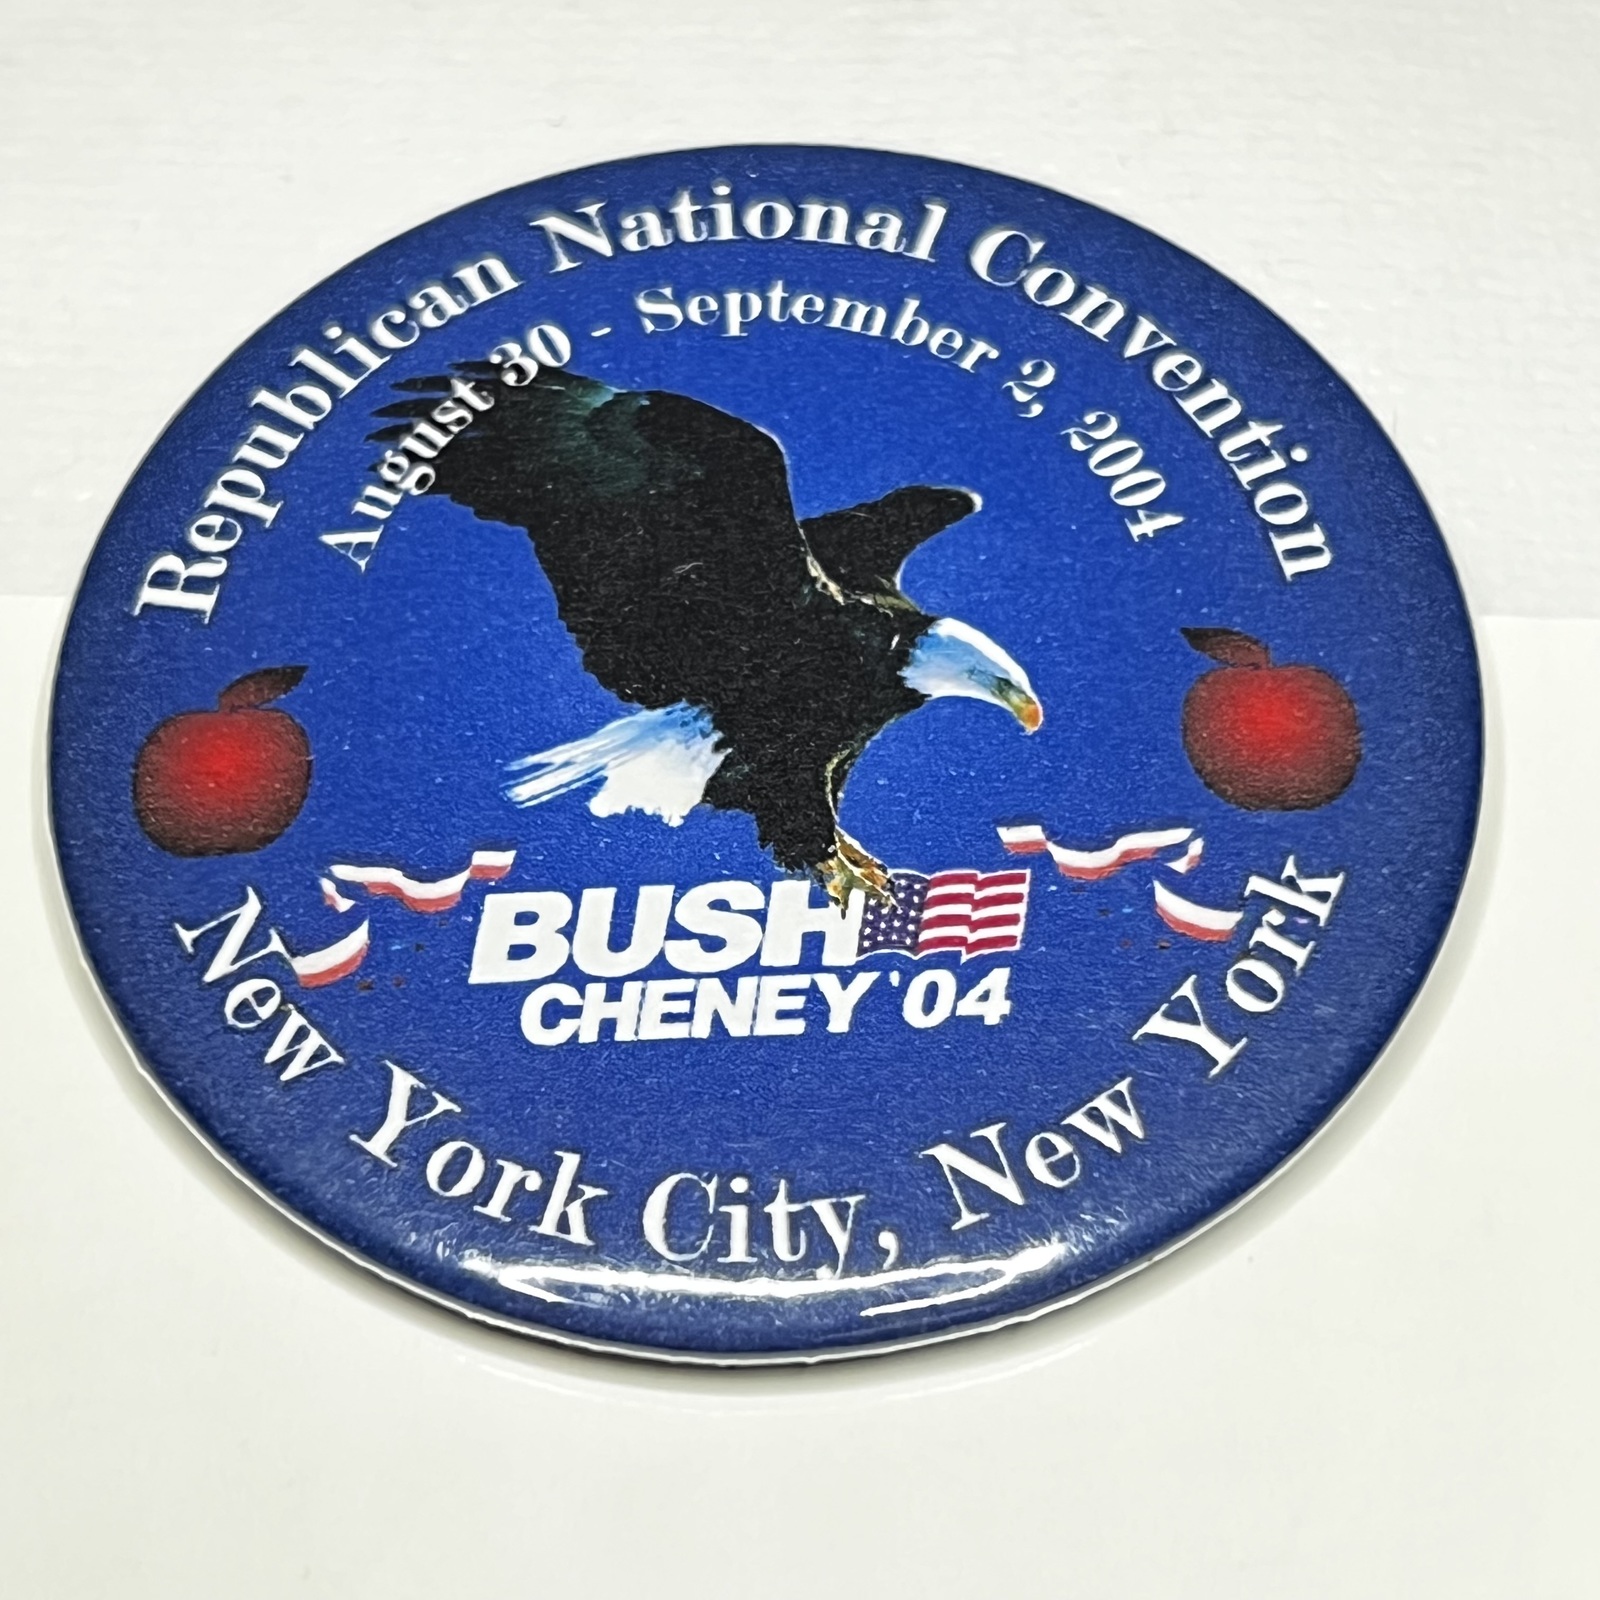 Republican National Convention
August 30 - September 2, 2004
BUSH
CHENEY '04
New York City, New York